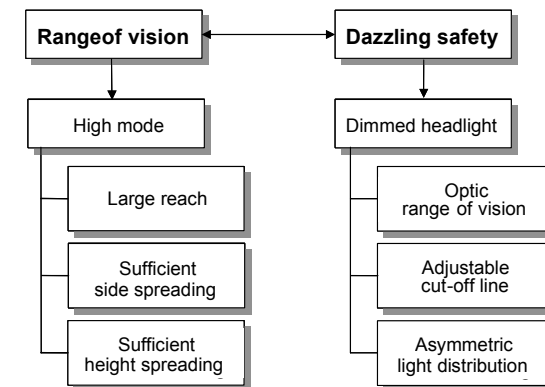 Rangeof vision
Dazzling safety
High mode
Dimmed headlight
Large reach
Optic
range of vision
Sufficient
side spreading
Adjustable
cut-off line
Sufficient
height spreading
Asymmetric
light distribution